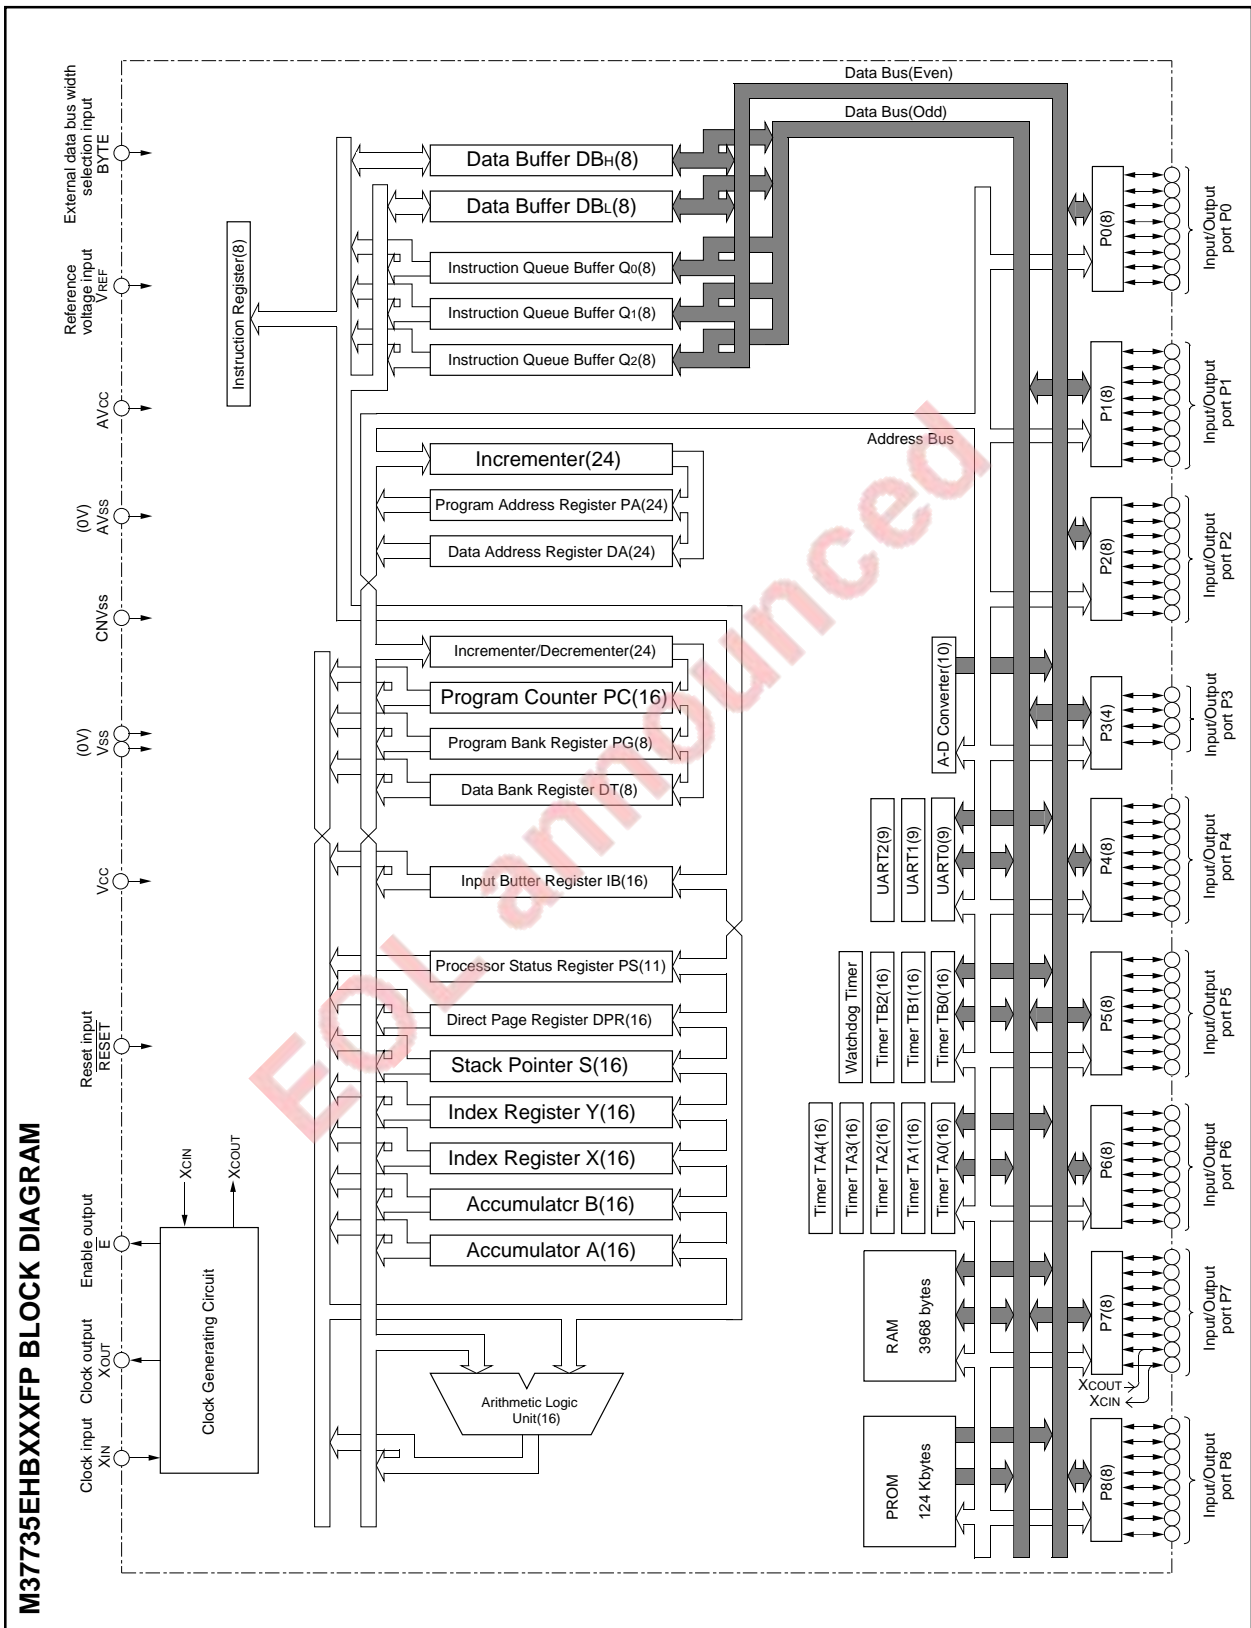 M37735EHBXXXFP BLOCK DIAGRAM
External data bus width
selection input
BYTE
Reference
voltage input
VREF
AVCC
(0V)
AVSS
CNVSS
(0V)
VSS
VCC
Reset input
RESET
Enable output
E
Clock output
XOUT
Clock input
XIN
XCIN
XCOUT
Clock Generating Circuit
Instruction Register(8)
Data Bus(Even)
Data Bus(Odd)
Address Bus
Data Buffer DBH(8)
Data Buffer DBL(8)
Instruction Queue Buffer Q0(8)
Instruction Queue Buffer Q1(8)
Instruction Queue Buffer Q2(8)
Incrementer(24)
Program Address Register PA(24)
Data Address Register DA(24)
Incrementer/Decrementer(24)
Program Counter PC(16)
Program Bank Register PG(8)
Data Bank Register DT(8)
Input Butter Register IB(16)
Processor Status Register PS(11)
Direct Page Register DPR(16)
Stack Pointer S(16)
Index Register Y(16)
Index Register X(16)
Accumulatcr B(16)
Accumulator A(16)
Arithmetic Logic
Unit(16)
A-D Converter(10)
UART2(9)
UART1(9)
UART0(9)
Watchdog Timer
Timer TB2(16)
Timer TB1(16)
Timer TB0(16)
Timer TA4(16)
Timer TA3(16)
Timer TA2(16)
Timer TA1(16)
Timer TA0(16)
RAM
3968 bytes
PROM
124 Kbytes
P0(8)
Input/Output
port P0
P1(8)
Input/Output
port P1
P2(8)
Input/Output
port P2
P3(4)
Input/Output
port P3
P4(8)
Input/Output
port P4
P5(8)
Input/Output
port P5
P6(8)
Input/Output
port P6
P7(8)
Input/Output
port P7
XCOUT
XCIN
P8(8)
Input/Output
port P8
EOL announced